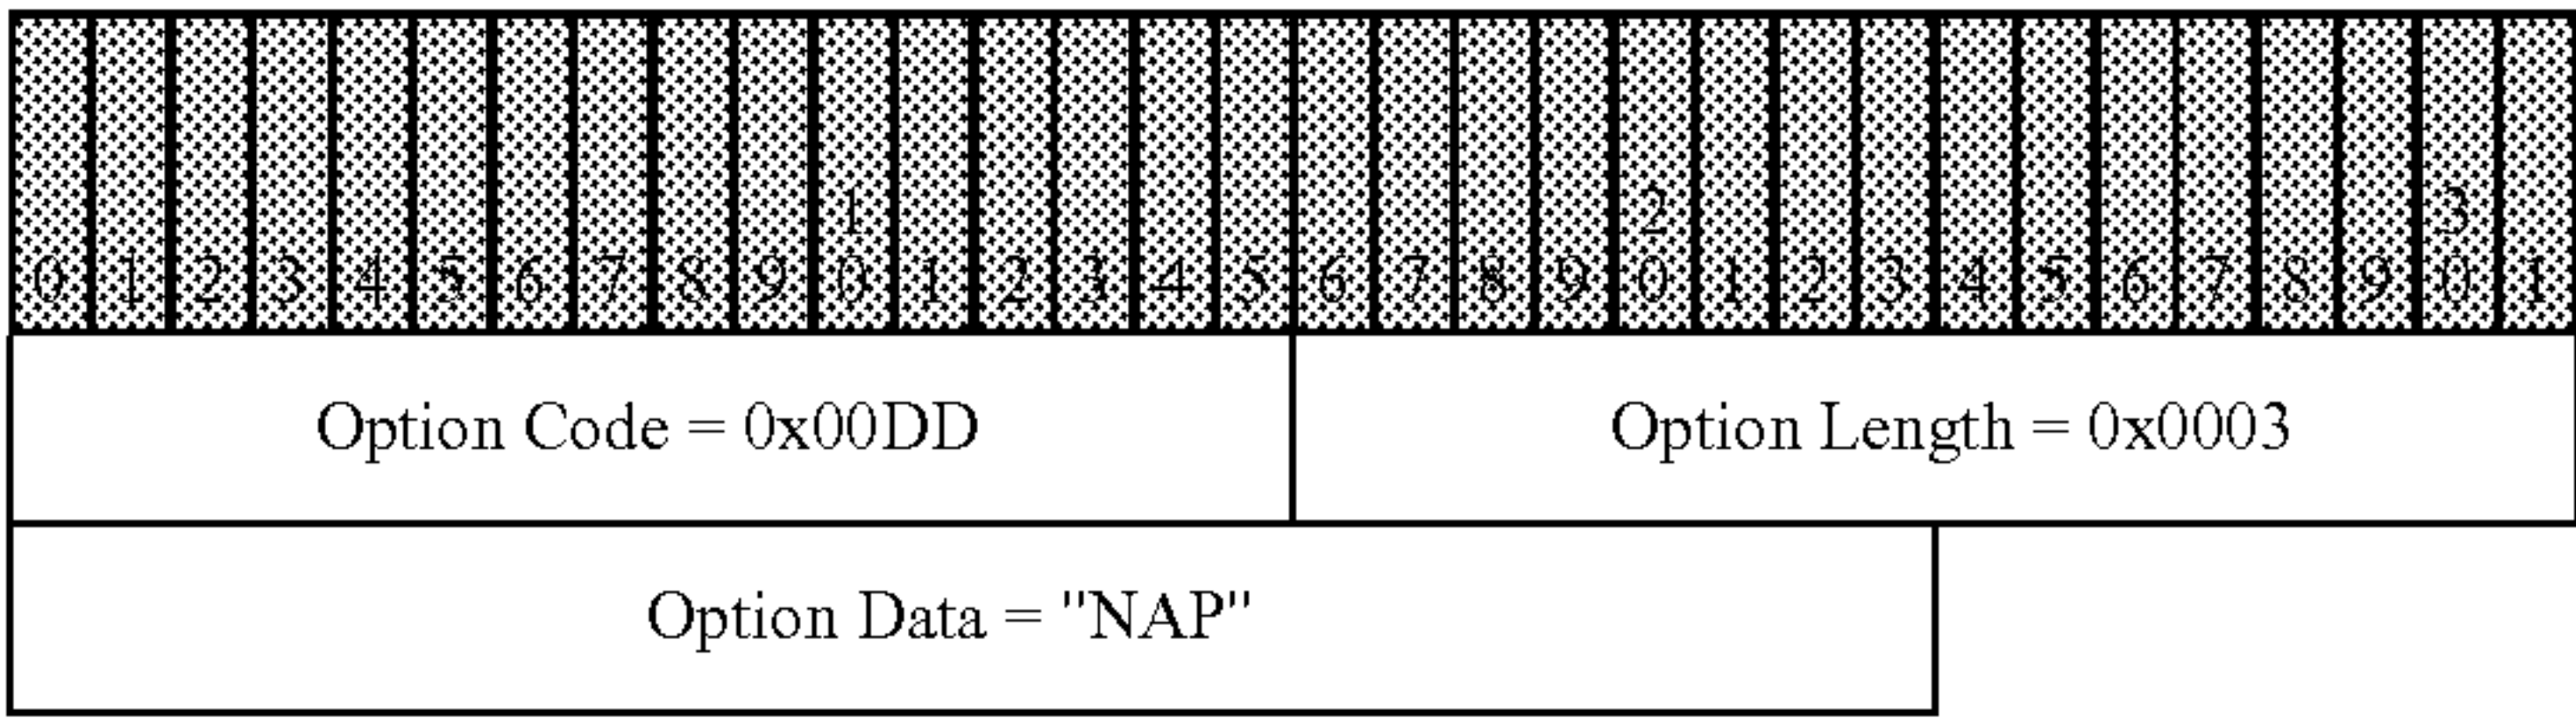 1 2 3
0 1 2 3 4 5 6 7 8 9 0 1 2 3 4 5 6 7 8 9 0 1 2 3 4 5 6 7 8 9 0 1
Option Code = 0x00DD Option Length = 0x0003
Option Data = "NAP"